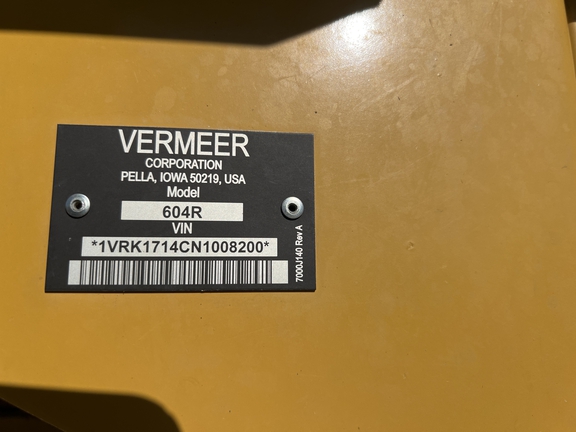 VERMEER
CORPORATION
PELLA, IOWA 50219, USA
Model
604R
VIN
*1VRK1714CN1008200*
7000J140 Rev A